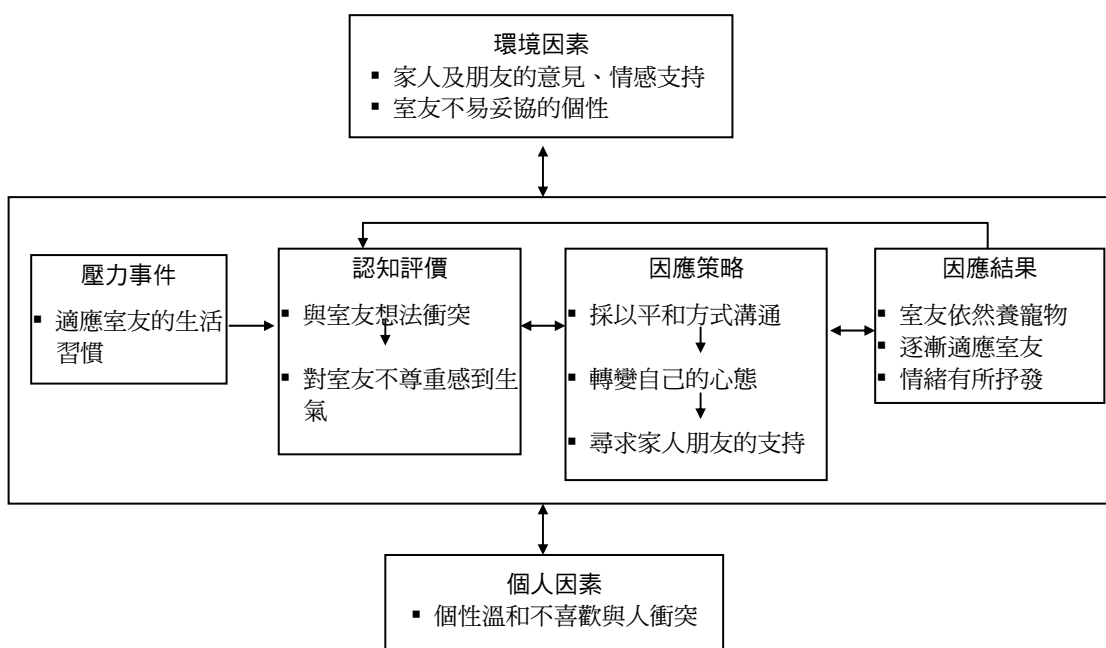 環境因素
▪ 家人及朋友的意見、情感支持
▪ 室友不易妥協的個性
壓力事件
▪ 適應室友的生活
習慣
認知評價
▪ 與室友想法衝突
▪ 對室友不尊重感到生
氣
因應策略
▪ 採以平和方式溝通
▪ 轉變自己的心態
▪ 尋求家人朋友的支持
因應結果
▪ 室友依然養寵物
▪ 逐漸適應室友
▪ 情緒有所抒發
個人因素
▪ 個性溫和不喜歡與人衝突